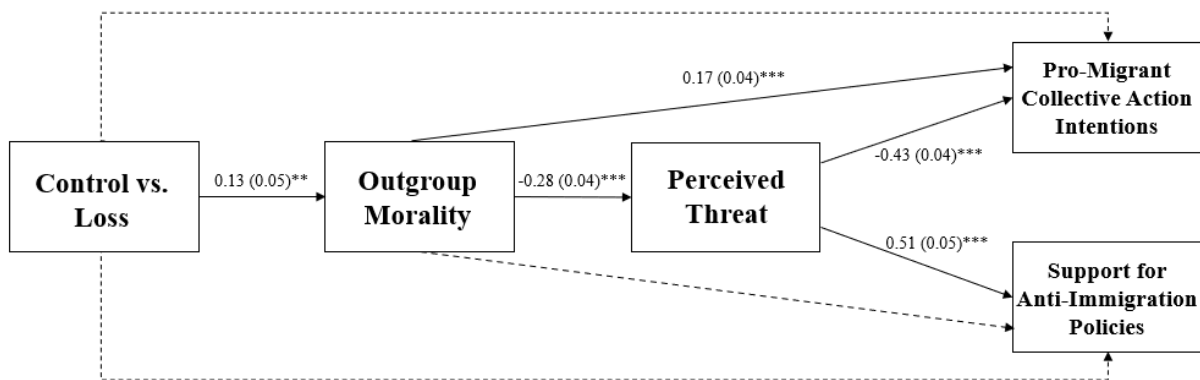 0.17 (0.04)***
Pro-Migrant
Collective Action
Intentions
-0.43 (0.04)***
Control vs.
Loss
0.13 (0.05)**
Outgroup
Morality
-0.28 (0.04)***
Perceived
Threat
0.51 (0.05)***
Support for
Anti-Immigration
Policies